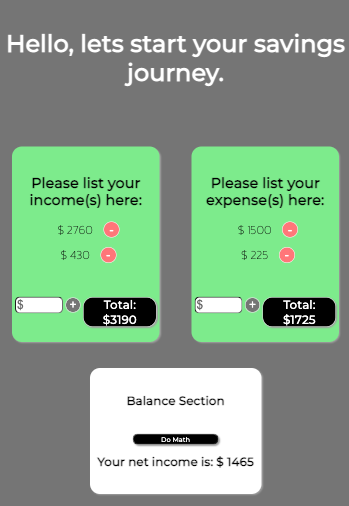 Hello, lets start your savings
journey.
Please list your
income(s) here:
$ 2760 -
$ 430 -
$ +
Total:
$3190
Please list your
expense(s) here:
$ 1500 -
$ 225 -
$ +
Total:
$1725
Balance Section
Do Math
Your net income is: $ 1465